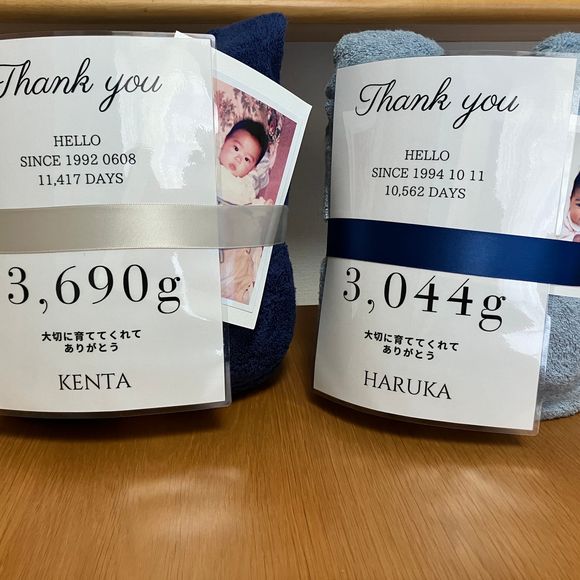 Thank you
HELLO
SINCE 1992 0608
11,417 DAYS
3,690g
大切に育ててくれて
ありがとう
KENTA
Thank you
HELLO
SINCE 1994 10 11
10,562 DAYS
3,044g
大切に育ててくれて
ありがとう
HARUKA